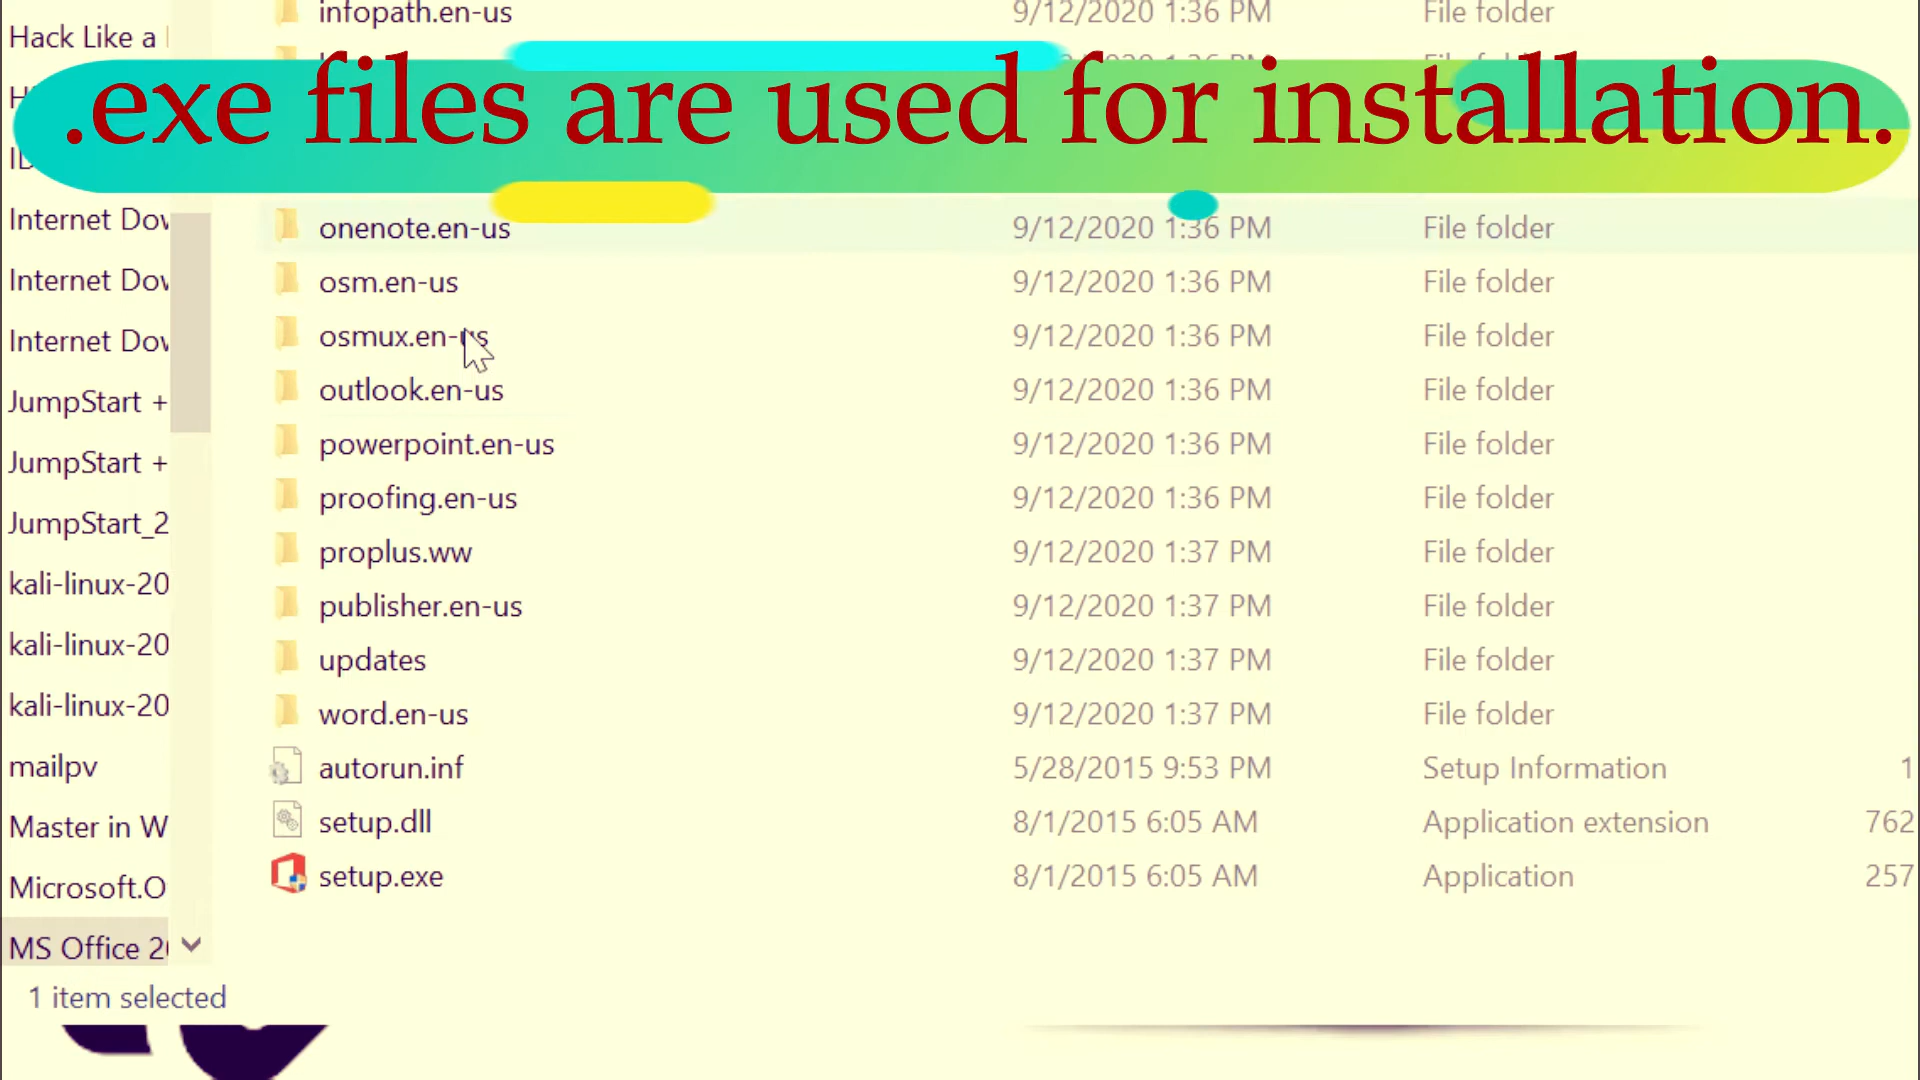 infopath.en-us 9/12/2020 1:36 PM File folder
Hack Like a
.exe files are used for installation.
Internet Dow
onenote.en-us 9/12/2020 1:36 PM File folder
Internet Dow
osm.en-us 9/12/2020 1:36 PM File folder
Internet Dow
osmux.en-us 9/12/2020 1:36 PM File folder
JumpStart +
outlook.en-us 9/12/2020 1:36 PM File folder
JumpStart +
powerpoint.en-us 9/12/2020 1:36 PM File folder
JumpStart_2
proofing.en-us 9/12/2020 1:36 PM File folder
kali-linux-20
proplus.ww 9/12/2020 1:37 PM File folder
kali-linux-20
publisher.en-us 9/12/2020 1:37 PM File folder
kali-linux-20
updates 9/12/2020 1:37 PM File folder
word.en-us 9/12/2020 1:37 PM File folder
mailpv
autorun.inf 5/28/2015 9:53 PM Setup Information 1
Master in W
setup.dll 8/1/2015 6:05 AM Application extension 762
Microsoft.O
setup.exe 8/1/2015 6:05 AM Application 257
MS Office 20
1 item selected